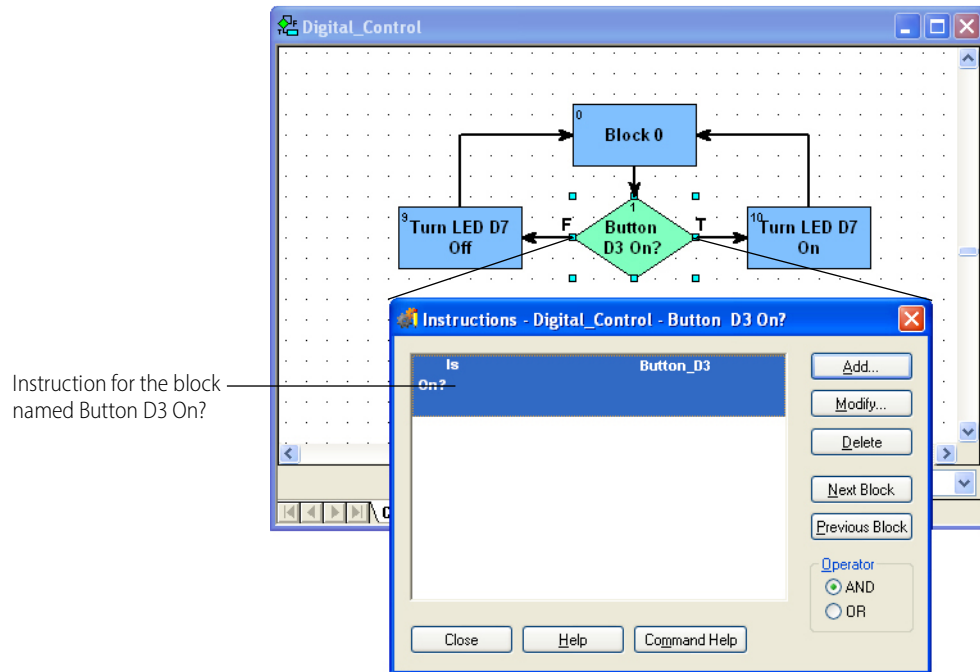 Digital_Control
0
Block 0
9
Turn LED D7
Off
F
1
Button
D3 On?
T
10
Turn LED D7
On
Instructions - Digital_Control - Button D3 On?
Is Button_D3
On?
Add...
Modify...
Delete
Next Block
Previous Block
Operator
AND
OR
Close
Help
Command Help
Instruction for the block
named Button D3 On?